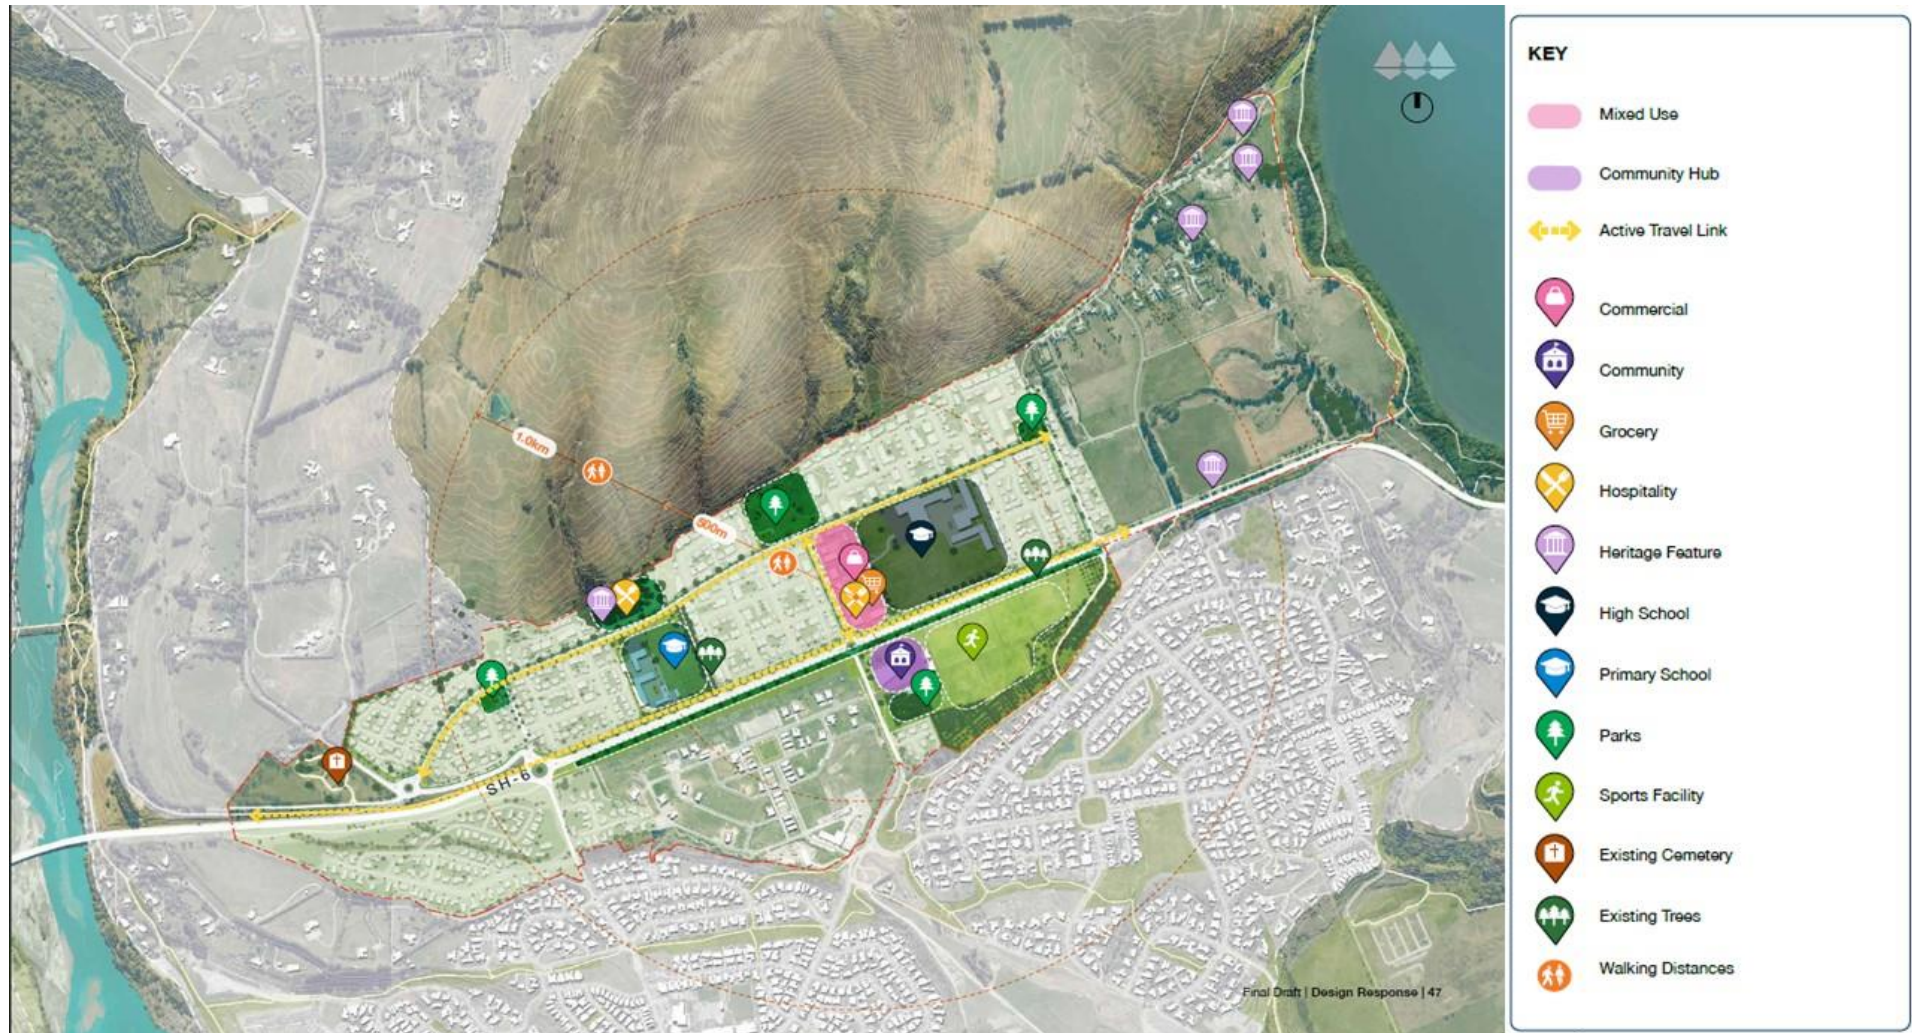 1.0km
500m
SH-6
Final Draft | Design Response | 47
KEY
Mixed Use
Community Hub
Active Travel Link
Commercial
Community
Grocery
Hospitality
Heritage Feature
High School
Primary School
Parks
Sports Facility
Existing Cemetery
Existing Trees
Walking Distances